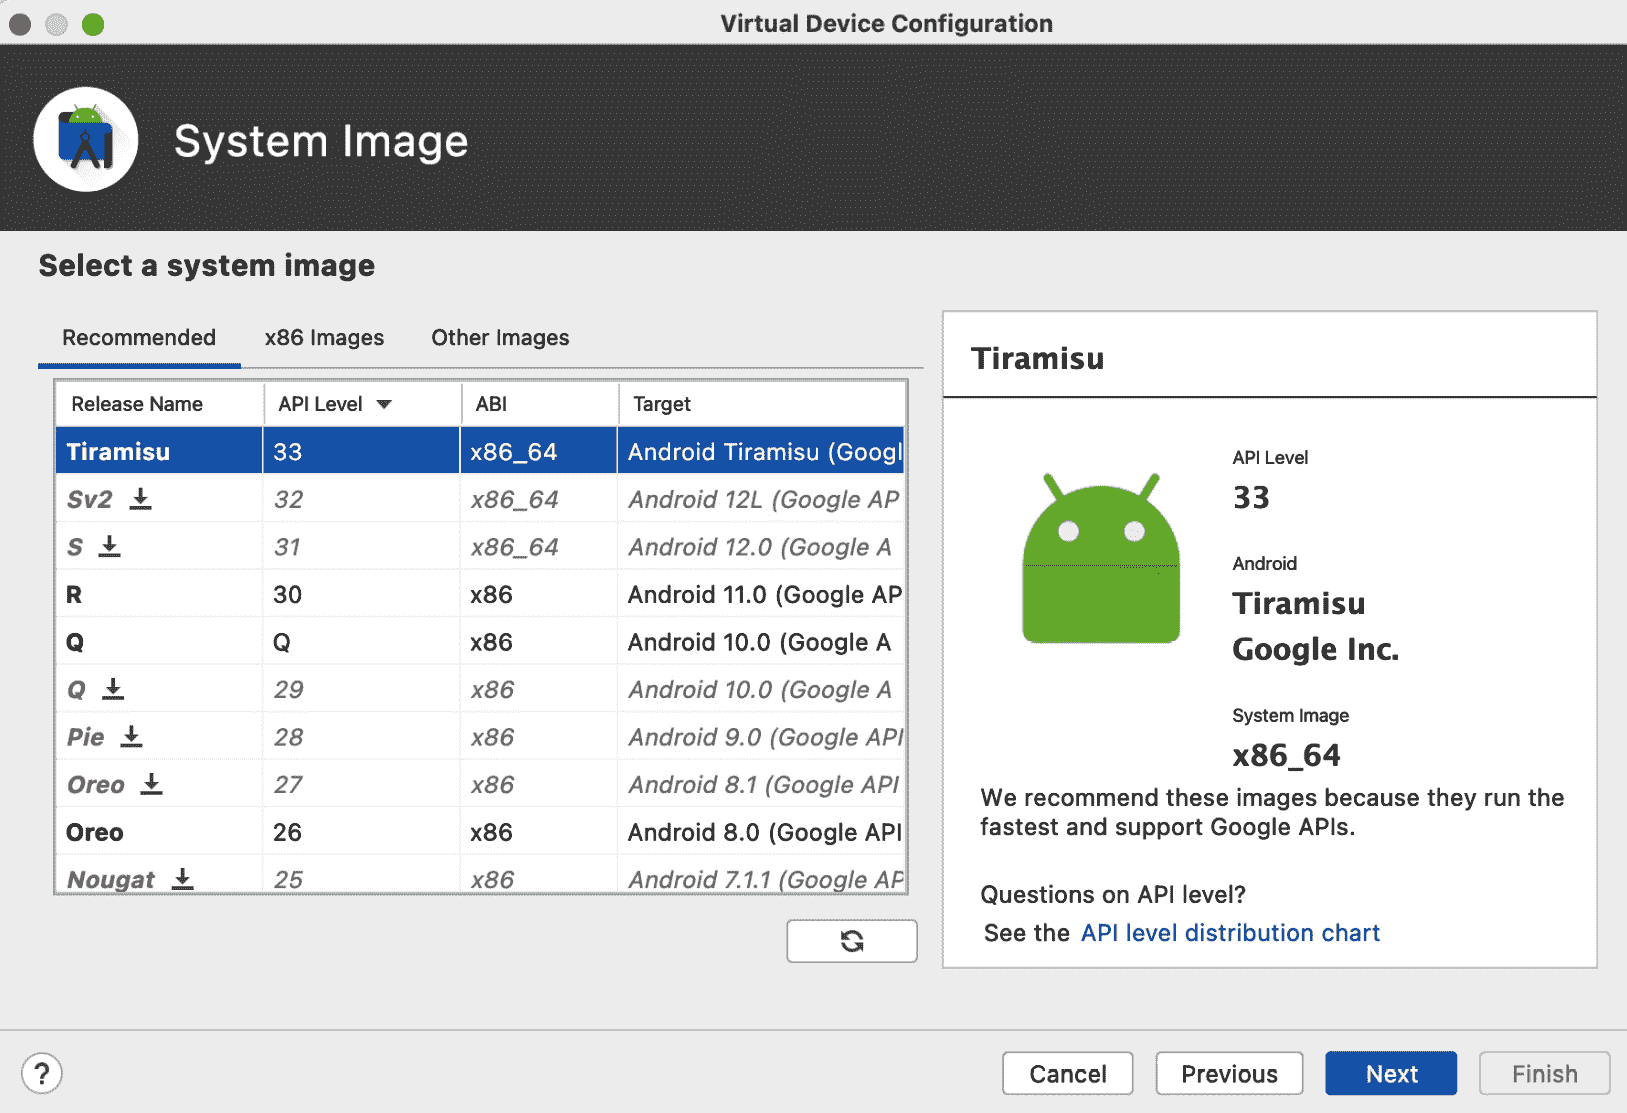 Virtual Device Configuration
System Image
Select a system image
Recommended x86 Images Other Images
Release Name API Level ABI Target
Tiramisu 33 x86_64 Android Tiramisu (Googl
Sv2 32 x86_64 Android 12L (Google AP
S 31 x86_64 Android 12.0 (Google A
R 30 x86 Android 11.0 (Google AP
Q Q x86 Android 10.0 (Google A
Q 29 x86 Android 10.0 (Google A
Pie 28 x86 Android 9.0 (Google API
Oreo 27 x86 Android 8.1 (Google API
Oreo 26 x86 Android 8.0 (Google API
Nougat 25 x86 Android 7.1.1 (Google AP
Tiramisu
API Level
33
Android
Tiramisu
Google Inc.
System Image
x86_64
We recommend these images because they run the
fastest and support Google APIs.
Questions on API level?
See the API level distribution chart
? Cancel Previous Next Finish